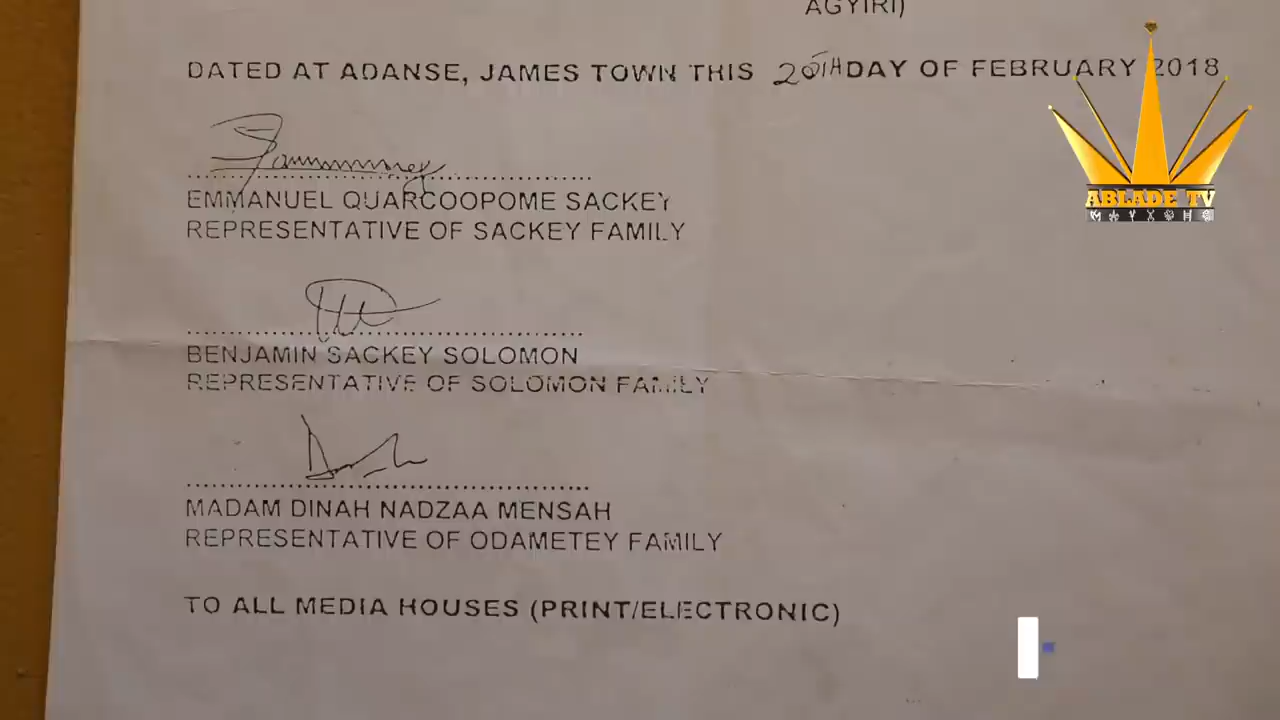 AGYIRI)
DATED AT ADANSE, JAMES TOWN THIS 20TH DAY OF FEBRUARY 2018
EMMANUEL QUARCOOPOME SACKEY
REPRESENTATIVE OF SACKEY FAMILY
BENJAMIN SACKEY SOLOMON
REPRESENTATIVE OF SOLOMON FAMILY
MADAM DINAH NADZAA MENSAH
REPRESENTATIVE OF ODAMETEY FAMILY
TO ALL MEDIA HOUSES (PRINT/ELECTRONIC)
ABLADE TV